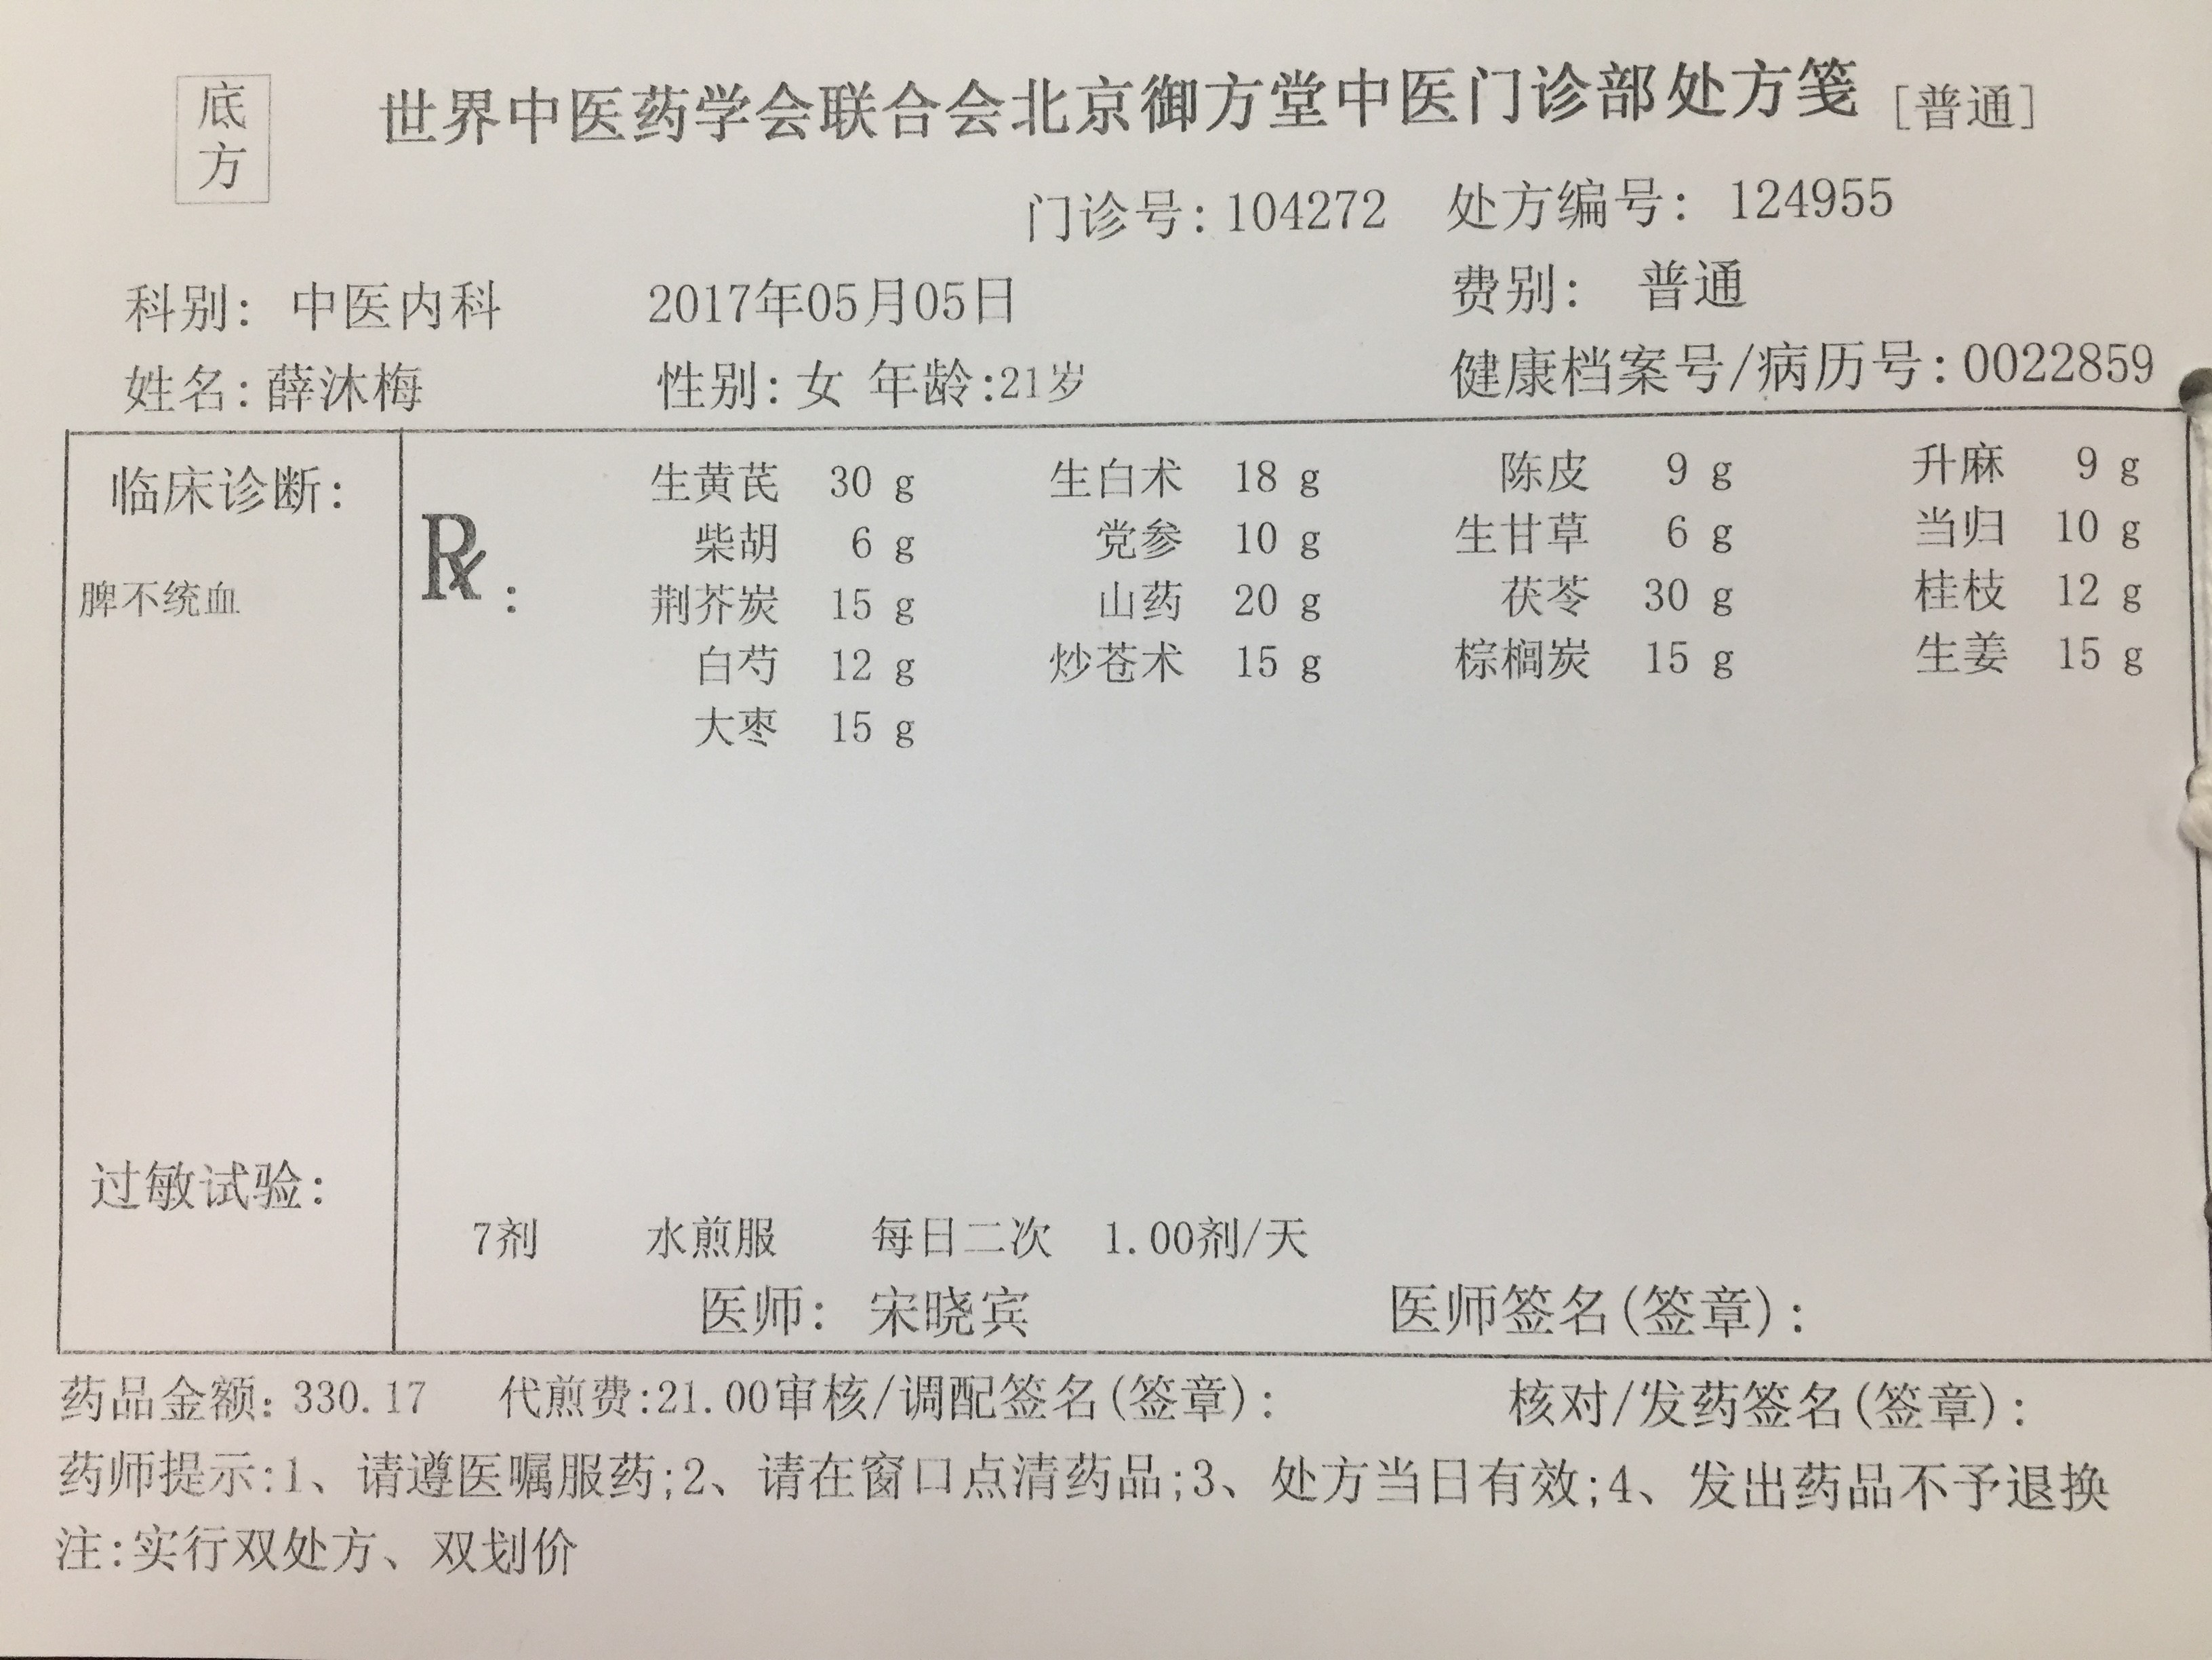 底方
世界中医药学会联合会北京御方堂中医门诊部处方笺 [普通]
门诊号:104272 处方编号: 124955
科别: 中医内科 2017年05月05日 费别: 普通
姓名:薛沐梅 性别:女 年龄:21岁 健康档案号/病历号:0022859
临床诊断:
脾不统血
℞:
生黄芪 30 g 生白术 18 g 陈皮 9 g 升麻 9 g
柴胡 6 g 党参 10 g 生甘草 6 g 当归 10 g
荆芥炭 15 g 山药 20 g 茯苓 30 g 桂枝 12 g
白芍 12 g 炒苍术 15 g 棕榈炭 15 g 生姜 15 g
大枣 15 g
过敏试验:
7剂 水煎服 每日二次 1.00剂/天
医师: 宋晓宾 医师签名(签章):
药品金额: 330.17 代煎费:21.00审核/调配签名(签章): 核对/发药签名(签章):
药师提示:1、请遵医嘱服药;2、请在窗口点清药品;3、处方当日有效;4、发出药品不予退换
注:实行双处方、双划价